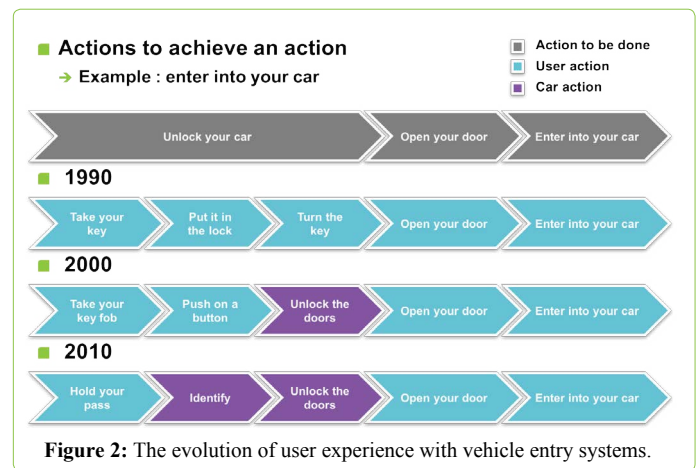 Actions to achieve an action
→ Example : enter into your car
Action to be done
User action
Car action
Unlock your car
Open your door
Enter into your car
1990
Take your
key
Put it in
the lock
Turn the
key
Open your door
Enter into your car
2000
Take your
key fob
Push on a
button
Unlock the
doors
Open your door
Enter into your car
2010
Hold your
pass
Identify
Unlock the
doors
Open your door
Enter into your car
Figure 2: The evolution of user experience with vehicle entry systems.